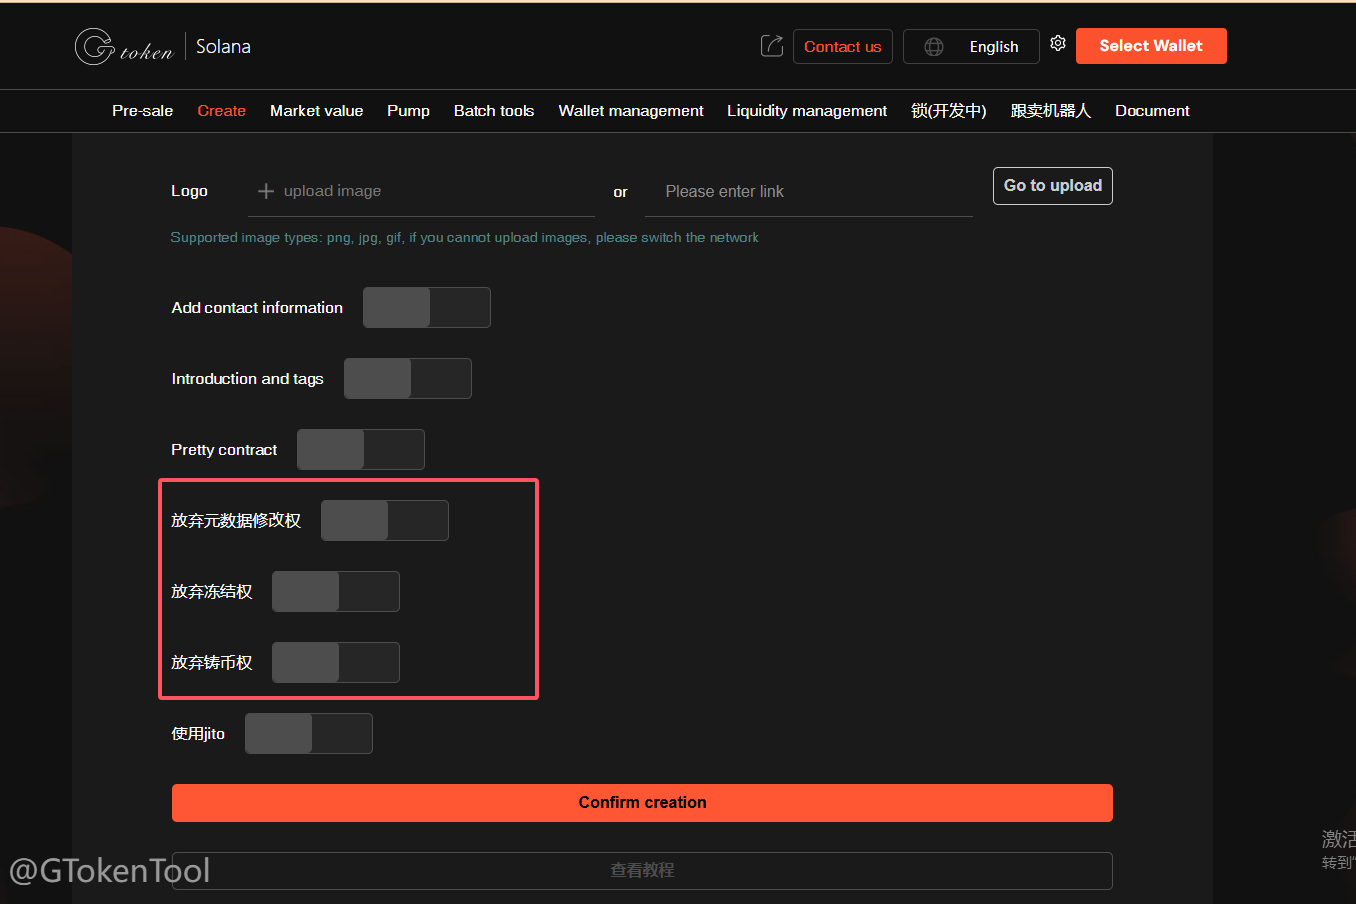 G token | Solana
Contact us
English
Select Wallet
Pre-sale Create Market value Pump Batch tools Wallet management Liquidity management 锁(开发中) 跟卖机器人 Document
Logo + upload image or Please enter link Go to upload
Supported image types: png, jpg, gif, if you cannot upload images, please switch the network
Add contact information
Introduction and tags
Pretty contract
放弃元数据修改权
放弃冻结权
放弃铸币权
使用jito
Confirm creation
激活
转到"
@GTokenTool
查看教程